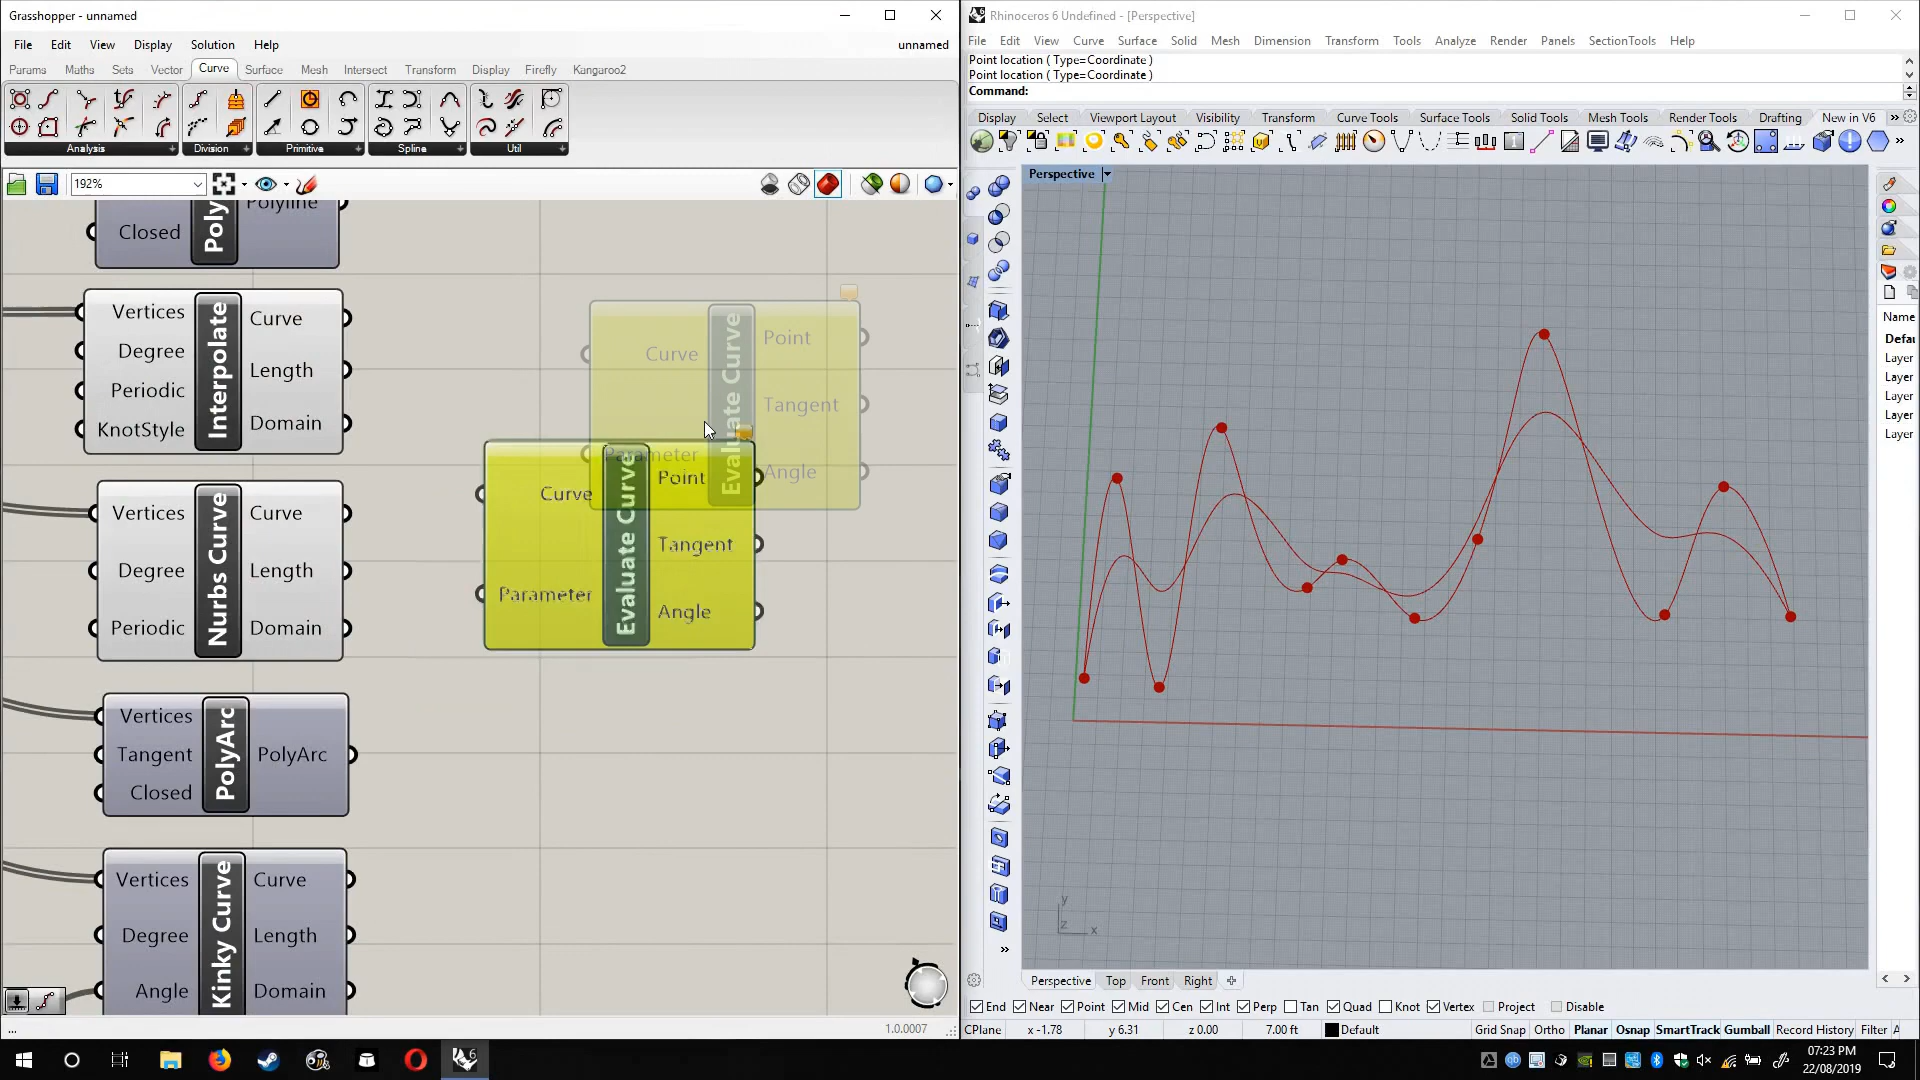 Grasshopper - unnamed
File Edit View Display Solution Help
unnamed
Params Maths Sets Vector Curve Surface Mesh Intersect Transform Display Firefly Kangaroo2
Analysis Division Primitive Spline Util
192%
Closed Poly Polyline
Vertices
Degree
Periodic
KnotStyle
Interpolate
Curve
Length
Domain
Vertices
Degree
Periodic
Nurbs Curve
Curve
Length
Domain
Vertices
Tangent
Closed
PolyArc
PolyArc
Vertices
Degree
Angle
Kinky Curve
Curve
Length
Domain
Curve
Parameter
Evaluate Curve
Point
Tangent
Angle
Curve
Parameter
Evaluate Curve
Point
Tangent
Angle
...
1.0.0007
Rhinoceros 6 Undefined - [Perspective]
File Edit View Curve Surface Solid Mesh Dimension Transform Tools Analyze Render Panels SectionTools Help
Point location ( Type=Coordinate )
Point location ( Type=Coordinate )
Command:
Display Select Viewport Layout Visibility Transform Curve Tools Surface Tools Solid Tools Mesh Tools Render Tools Drafting New in V6 »
Perspective
y
z x
Name
Defau
Layer
Layer
Layer
Layer
Layer
Perspective Top Front Right
End Near Point Mid Cen Int Perp Tan Quad Knot Vertex Project Disable
CPlane x -1.78 y 6.31 z 0.00 7.00 ft Default Grid Snap Ortho Planar Osnap SmartTrack Gumball Record History Filter A
07:23 PM
22/08/2019